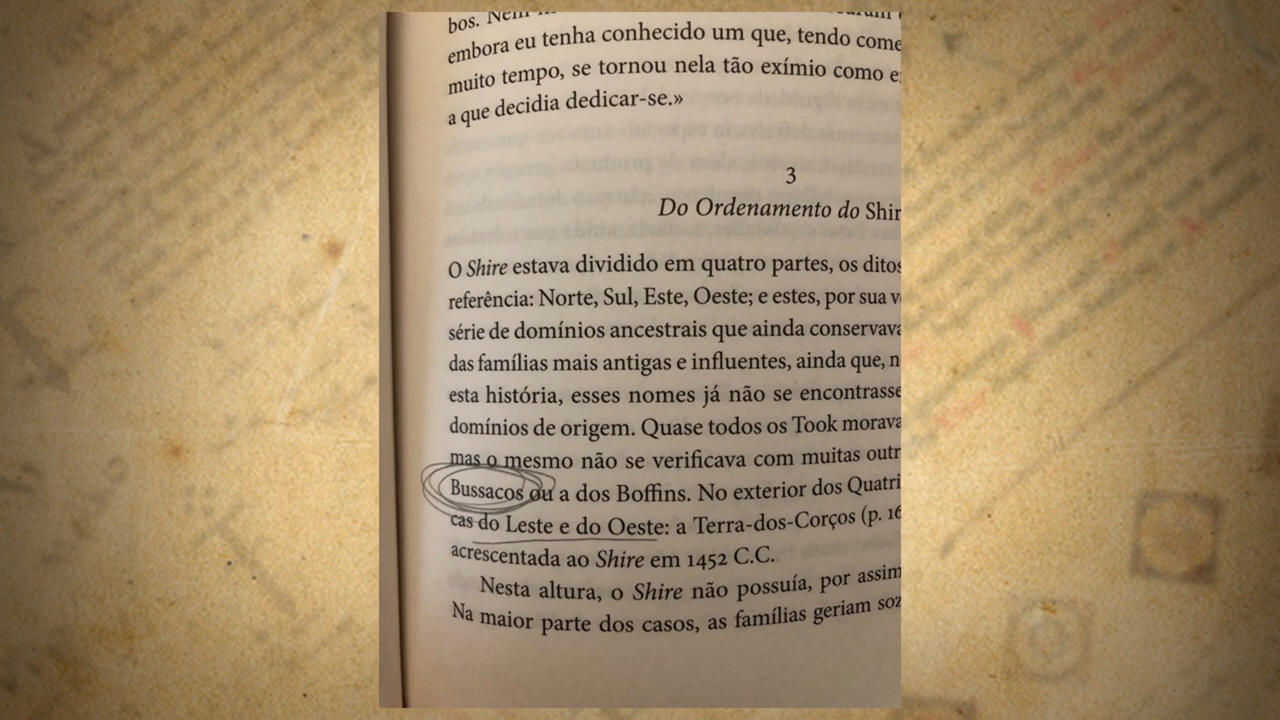 bos.
embora eu tenha conhecido um que, tendo come
muito tempo, se tornou nela tão exímio como e
a que decidia dedicar-se.»
3
Do Ordenamento do Shir
O Shire estava dividido em quatro partes, os ditos
referência: Norte, Sul, Este, Oeste; e estes, por sua v
série de domínios ancestrais que ainda conservava
das famílias mais antigas e influentes, ainda que, n
esta história, esses nomes já não se encontrasse
domínios de origem. Quase todos os Took morava
mas o mesmo não se verificava com muitas outr
Bussacos ou a dos Boffins. No exterior dos Quatri
cas do Leste e do Oeste: a Terra-dos-Corços (p. 16
acrescentada ao Shire em 1452 C.C.
Nesta altura, o Shire não possuía, por assim
Na maior parte dos casos, as famílias geriam soz